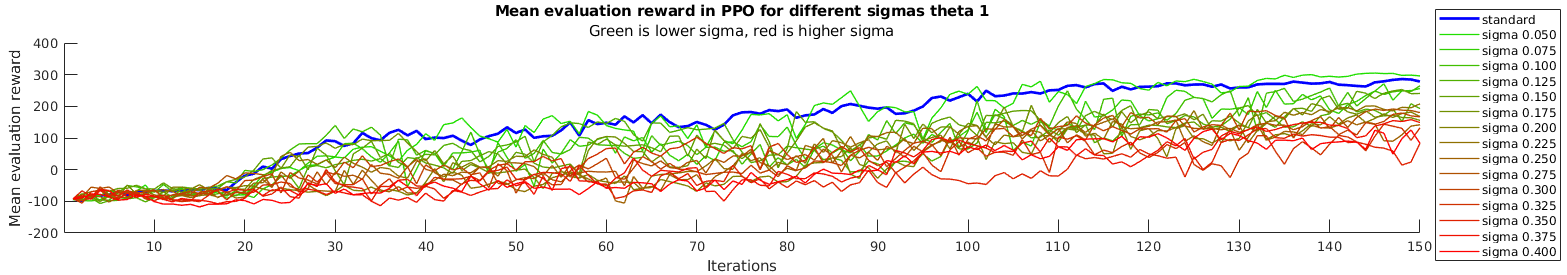 Mean evaluation reward in PPO for different sigmas theta 1
Green is lower sigma, red is higher sigma
Mean evaluation reward
400
300
200
100
0
-100
-200
10 20 30 40 50 60 70 80 90 100 110 120 130 140 150
Iterations
standard
sigma 0.050
sigma 0.075
sigma 0.100
sigma 0.125
sigma 0.150
sigma 0.175
sigma 0.200
sigma 0.225
sigma 0.250
sigma 0.275
sigma 0.300
sigma 0.325
sigma 0.350
sigma 0.375
sigma 0.400